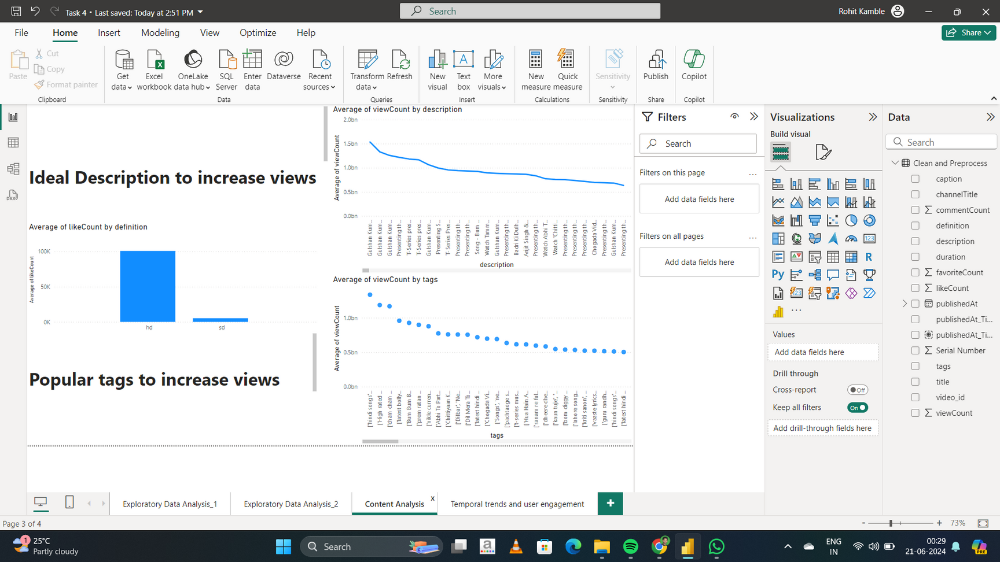 Task 4 • Last saved: Today at 2:51 PM
Search
Rohit Kamble
File Home Insert Modeling View Optimize Help
Share
Paste
Cut
Copy
Format painter
Clipboard
Get data
Excel workbook
OneLake data hub
SQL Server
Enter data
Dataverse
Recent sources
Data
Transform data
Refresh
Queries
New visual
Text box
More visuals
Insert
New measure
Quick measure
Calculations
Sensitivity
Sensitivity
Publish
Share
Copilot
Copilot
DAX
Ideal Description to increase views
Average of likeCount by definition
Average of likeCount
100K
50K
0K
hd
sd
Popular tags to increase views
Average of viewCount by description
Average of viewCount
2.0bn
1.5bn
1.0bn
0.5bn
0.0bn
Gulshan Kum...
Gulshan Kum...
Gulshan Kum...
Presenting th...
T-Series pres...
T-Series pres...
Gulshan Kum...
Presenting S...
T-Series Pres...
Presenting th...
Presenting th...
Song - Bum ...
Watch Tamm...
Gulshan Kum...
Presenting th...
Badri Ki Dulh...
Arijit Singh &...
Presenting th...
Watch Abhi T...
Watch 'Chitti...
Presenting th...
Presenting th...
Presenting th...
Chogada Vid...
Presenting th...
Gulshan Kum...
Presenting th...
description
Average of viewCount by tags
Average of viewCount
1.0bn
0.5bn
0.0bn
['hindi songs'...
['High rated ...
['cham cham ...
['latest bolly...
['Bum Bum B...
['prem ratan ...
['nikle curren...
['Abhi To Part...
['Chittiyaan K...
['Dilbar', 'Ne...
['Dil Mera To...
['latest hindi ...
['Chogada Vi...
['Songs', 'ne...
['pachtaoge s...
['t-series mus...
['Hua Hain A...
['sanam re ful...
['dheere dhe...
['kaun tuje', '...
['bom diggy ...
['lahore song...
['kriti sanon', ...
['vaaste lyrics...
['guru randh...
['hindi songs'...
['latest hindi ...
tags
Filters
Search
Filters on this page ...
Add data fields here
Filters on all pages ...
Add data fields here
Visualizations
Build visual
123
R
Py
123
...
Values
Add data fields here
Drill through
Cross-report Off
Keep all filters On
Add drill-through fields here
Data
Search
Clean and Preprocess
caption
channelTitle
commentCount
definition
description
duration
favoriteCount
likeCount
publishedAt
publishedAt_Ti...
publishedAt_Ti...
Serial Number
tags
title
video_id
viewCount
Exploratory Data Analysis_1
Exploratory Data Analysis_2
Content Analysis
x
Temporal trends and user engagement
+
Page 3 of 4
- + 73%
1
25°C
Partly cloudy
Search
a
ENG
IN
00:29
21-06-2024
PRE